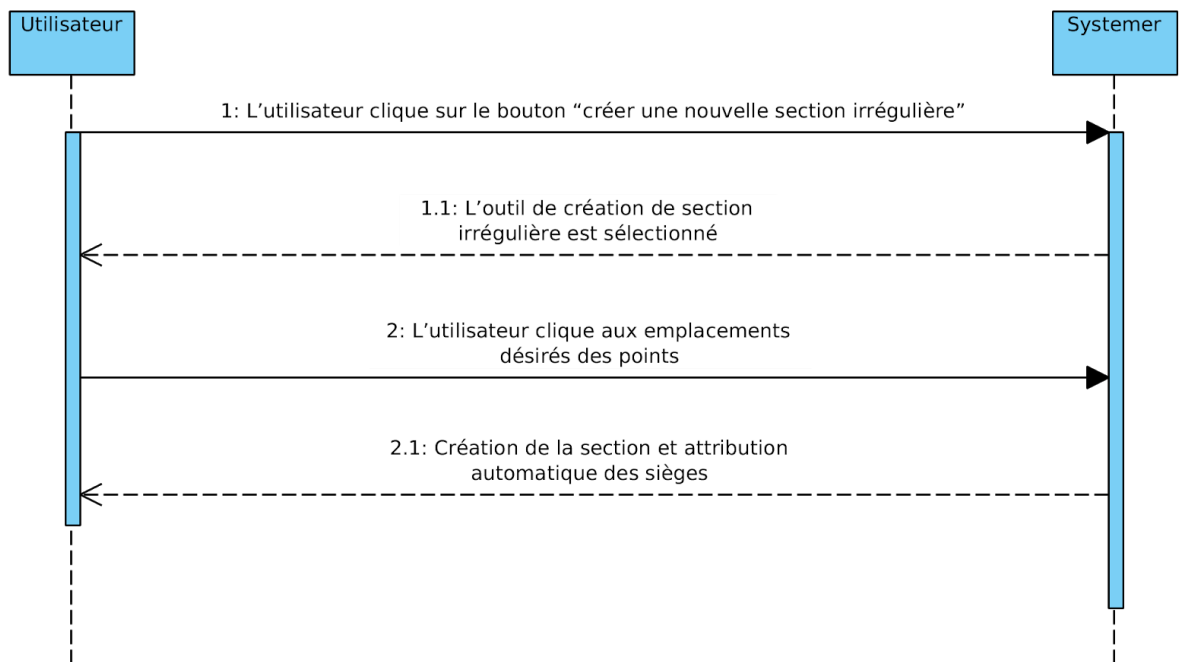 Utilisateur
Systemer
1: L’utilisateur clique sur le bouton “créer une nouvelle section irrégulière”
1.1: L’outil de création de section
irrégulière est sélectionné
2: L’utilisateur clique aux emplacements
désirés des points
2.1: Création de la section et attribution
automatique des sièges